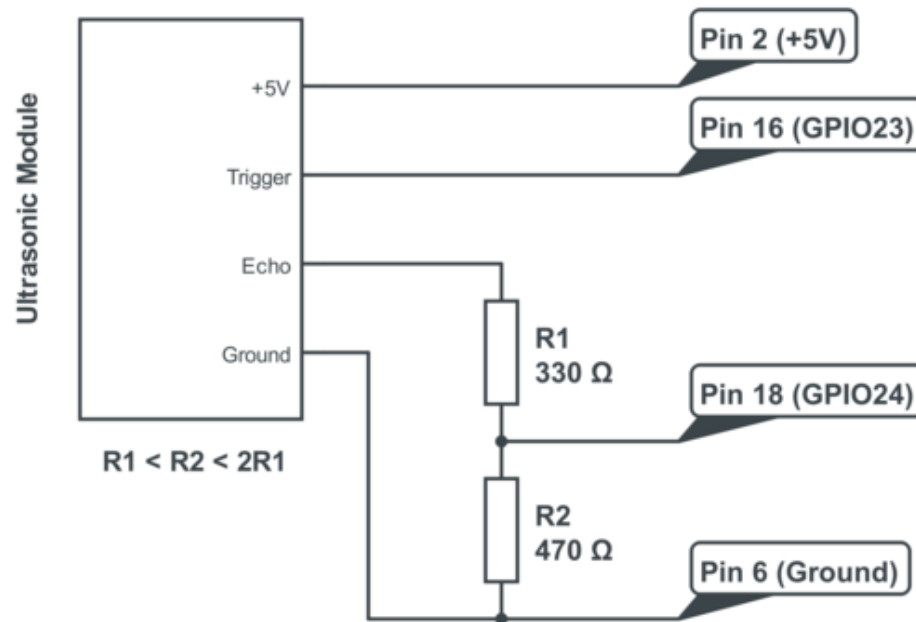 Ultrasonic Module
+5V
Trigger
Echo
Ground
R1 < R2 < 2R1
R1
330 Ω
R2
470 Ω
Pin 2 (+5V)
Pin 16 (GPIO23)
Pin 18 (GPIO24)
Pin 6 (Ground)